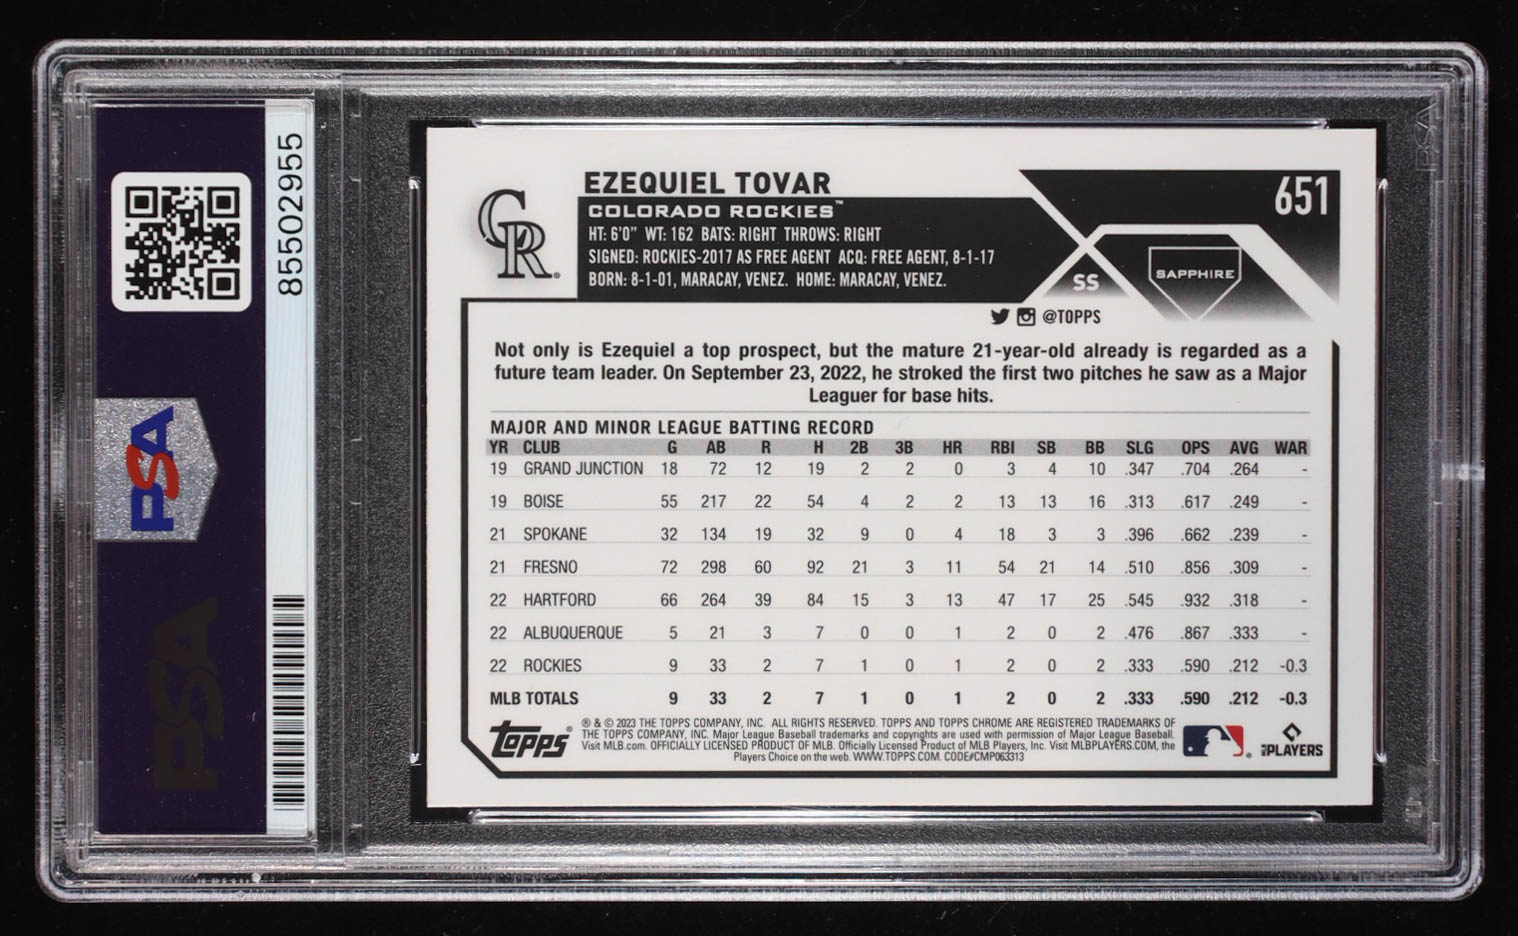 85502955
PSA
PSA
EZEQUIEL TOVAR
COLORADO ROCKIES™
HT: 6'0" WT: 162 BATS: RIGHT THROWS: RIGHT
SIGNED: ROCKIES-2017 AS FREE AGENT ACQ: FREE AGENT, 8-1-17
BORN: 8-1-01, MARACAY, VENEZ. HOME: MARACAY, VENEZ.
651
SS
SAPPHIRE
CR®
@TOPPS
Not only is Ezequiel a top prospect, but the mature 21-year-old already is regarded as a
future team leader. On September 23, 2022, he stroked the first two pitches he saw as a Major
Leaguer for base hits.
MAJOR AND MINOR LEAGUE BATTING RECORD
YR CLUB G AB R H 2B 3B HR RBI SB BB SLG OPS AVG WAR
19 GRAND JUNCTION 18 72 12 19 2 2 0 3 4 10 .347 .704 .264 -
19 BOISE 55 217 22 54 4 2 2 13 13 16 .313 .617 .249 -
21 SPOKANE 32 134 19 32 9 0 4 18 3 3 .396 .662 .239 -
21 FRESNO 72 298 60 92 21 3 11 54 21 14 .510 .856 .309 -
22 HARTFORD 66 264 39 84 15 3 13 47 17 25 .545 .932 .318 -
22 ALBUQUERQUE 5 21 3 7 0 0 1 2 0 2 .476 .867 .333 -
22 ROCKIES 9 33 2 7 1 0 1 2 0 2 .333 .590 .212 -0.3
MLB TOTALS 9 33 2 7 1 0 1 2 0 2 .333 .590 .212 -0.3
Topps®
® & © 2023 THE TOPPS COMPANY, INC. ALL RIGHTS RESERVED. TOPPS AND TOPPS CHROME ARE REGISTERED TRADEMARKS OF
THE TOPPS COMPANY, INC. Major League Baseball trademarks and copyrights are used with permission of Major League Baseball.
Visit MLB.com. OFFICIALLY LICENSED PRODUCT OF MLB. Officially Licensed Product of MLB Players, Inc. Visit MLBPLAYERS.COM, the
Players Choice on the web. WWW.TOPPS.COM. CODE#CMP063313
MLB PLAYERS
PSA